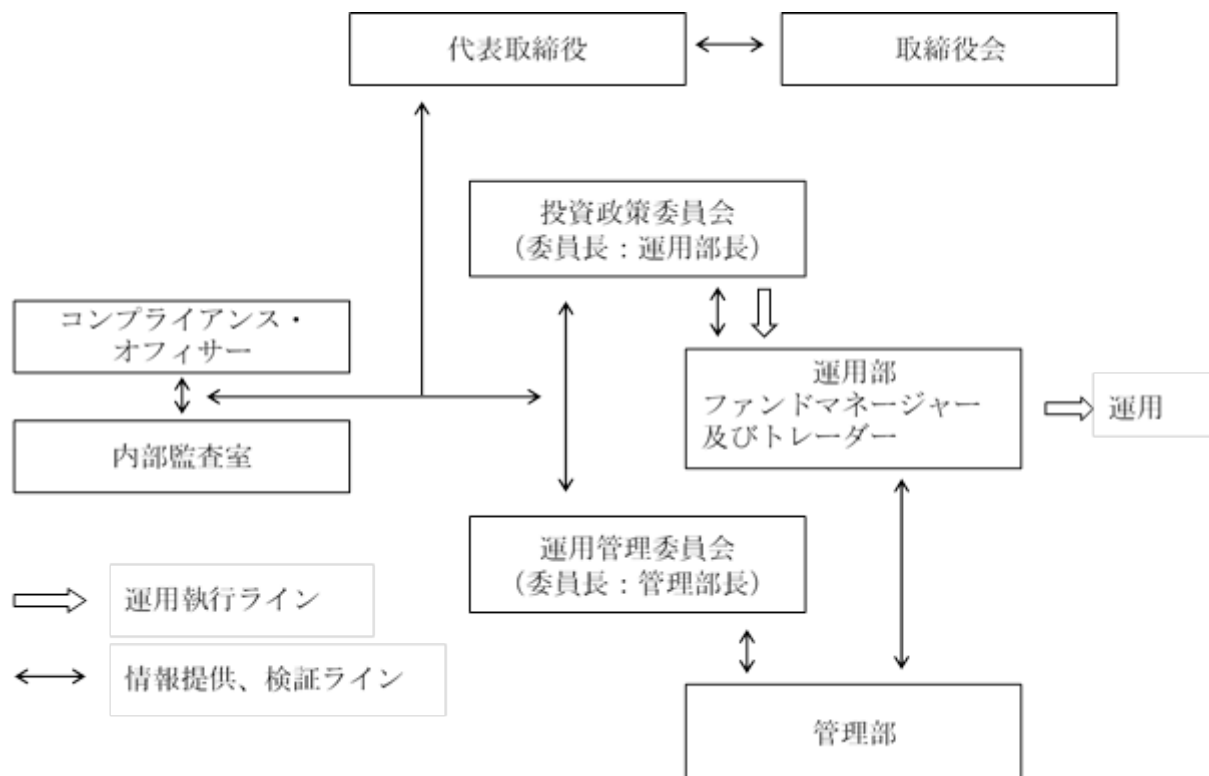 代表取締役
取締役会
投資政策委員会
（委員長：運用部長）
コンプライアンス・
オフィサー
運用部
ファンドマネージャー
及びトレーダー
運用
内部監査室
運用管理委員会
（委員長：管理部長）
運用執行ライン
情報提供、検証ライン
管理部